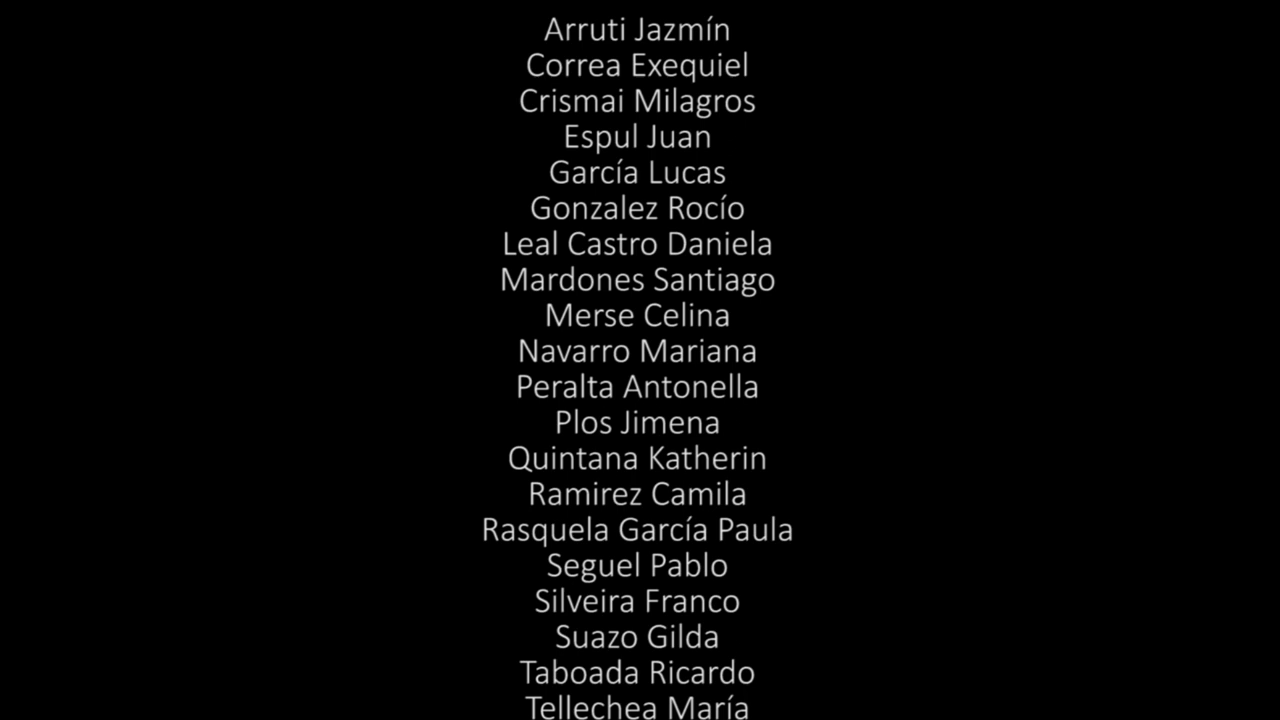 Arruti Jazmín
Correa Exequiel
Crismai Milagros
Espul Juan
García Lucas
Gonzalez Rocío
Leal Castro Daniela
Mardones Santiago
Merse Celina
Navarro Mariana
Peralta Antonella
Plos Jimena
Quintana Katherin
Ramirez Camila
Rasquela García Paula
Seguel Pablo
Silveira Franco
Suazo Gilda
Taboada Ricardo
Tellechea María